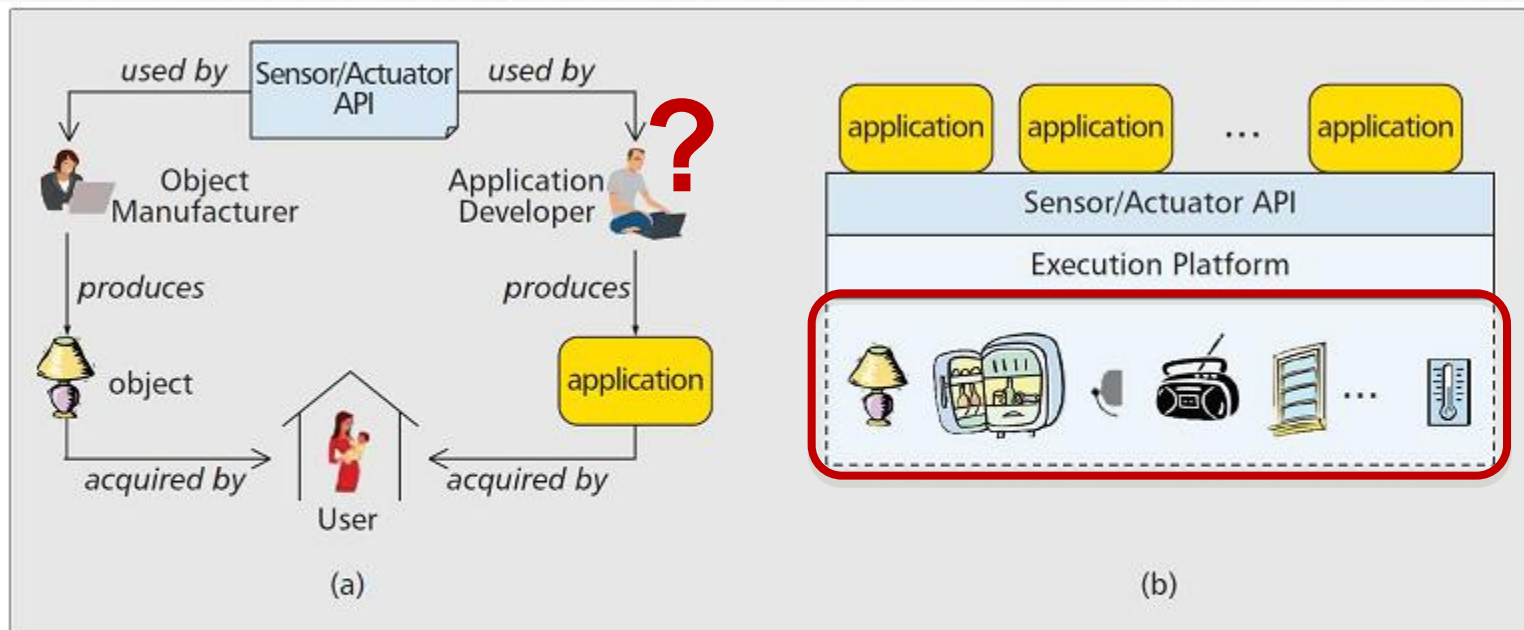 used by
Sensor/Actuator
API
used by
?
Object
Manufacturer
Application
Developer
produces
produces
object
application
acquired by
acquired by
User
(a)
application
application
...
application
Sensor/Actuator API
Execution Platform
...
(b)